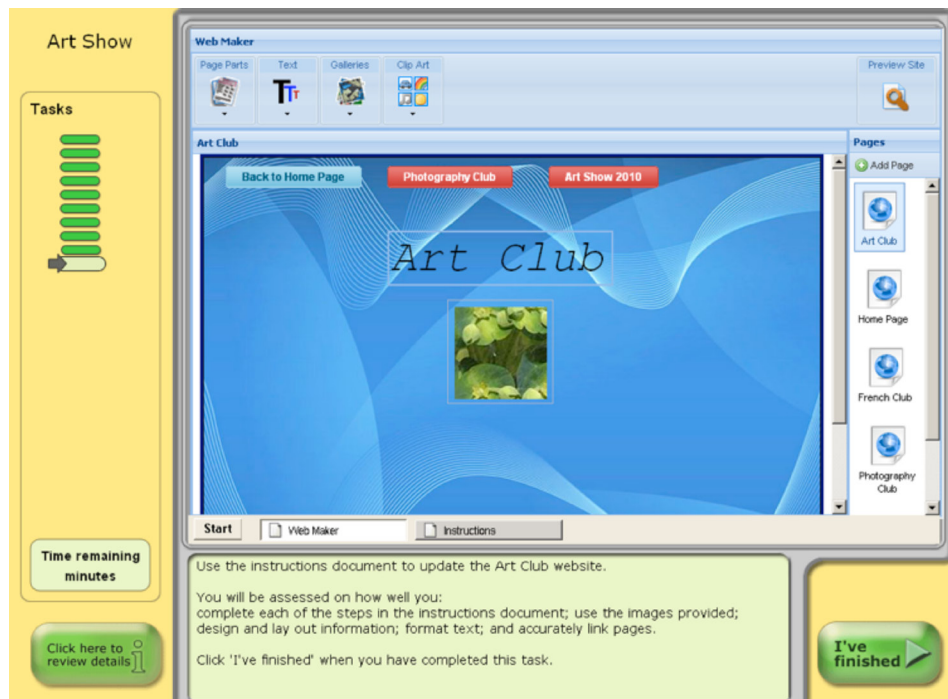 Art Show
Tasks
Time remaining
minutes
Click here to
review details
Web Maker
Page Parts
Text
Galleries
Clip Art
Preview Site
Art Club
Back to Home Page
Photography Club
Art Show 2010
Art Club
Pages
Add Page
Art Club
Home Page
French Club
Photography
Club
Start
Web Maker
Instructions
Use the instructions document to update the Art Club website.
You will be assessed on how well you:
complete each of the steps in the instructions document; use the images provided;
design and lay out information; format text; and accurately link pages.
Click 'I've finished' when you have completed this task.
I've
finished